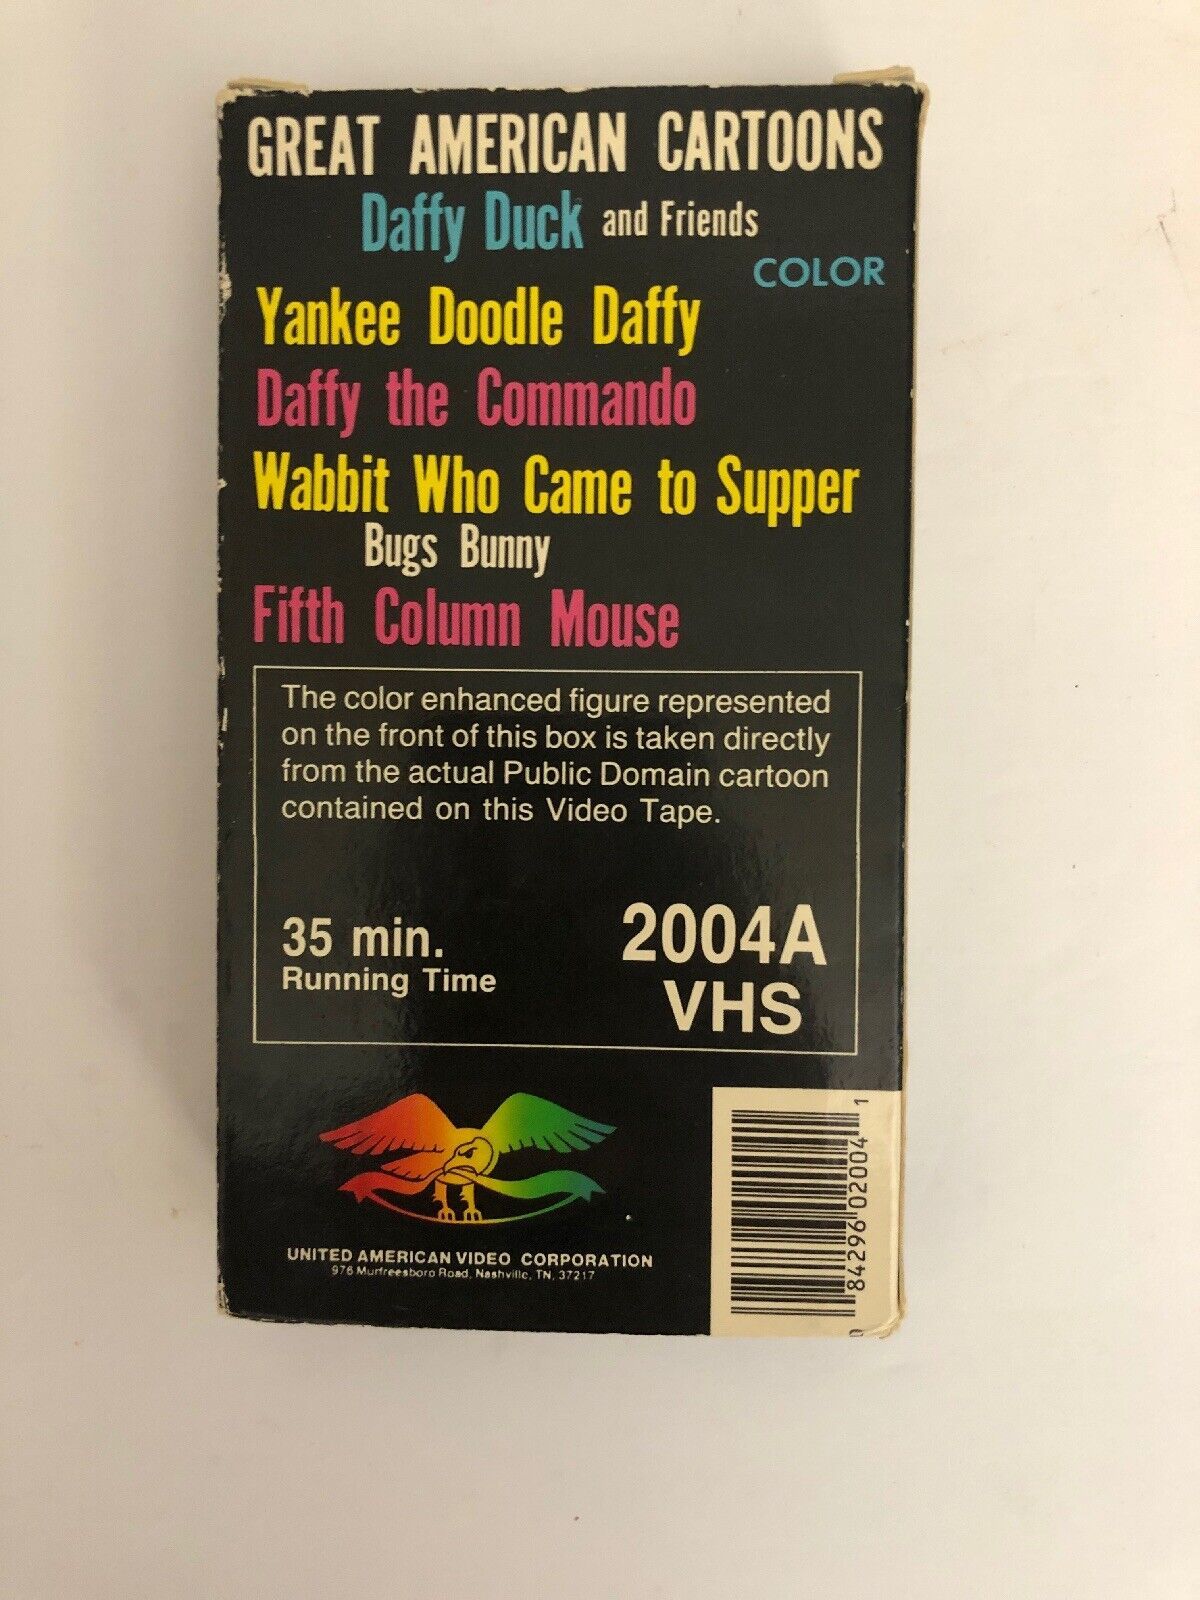 GREAT AMERICAN CARTOONS
Daffy Duck and Friends
COLOR
Yankee Doodle Daffy
Daffy the Commando
Wabbit Who Came to Supper
Bugs Bunny
Fifth Column Mouse
The color enhanced figure represented
on the front of this box is taken directly
from the actual Public Domain cartoon
contained on this Video Tape.
35 min.
Running Time
2004A
VHS
UNITED AMERICAN VIDEO CORPORATION
976 Murfreesboro Road, Nashville, TN, 37217
0 84296 02004 1